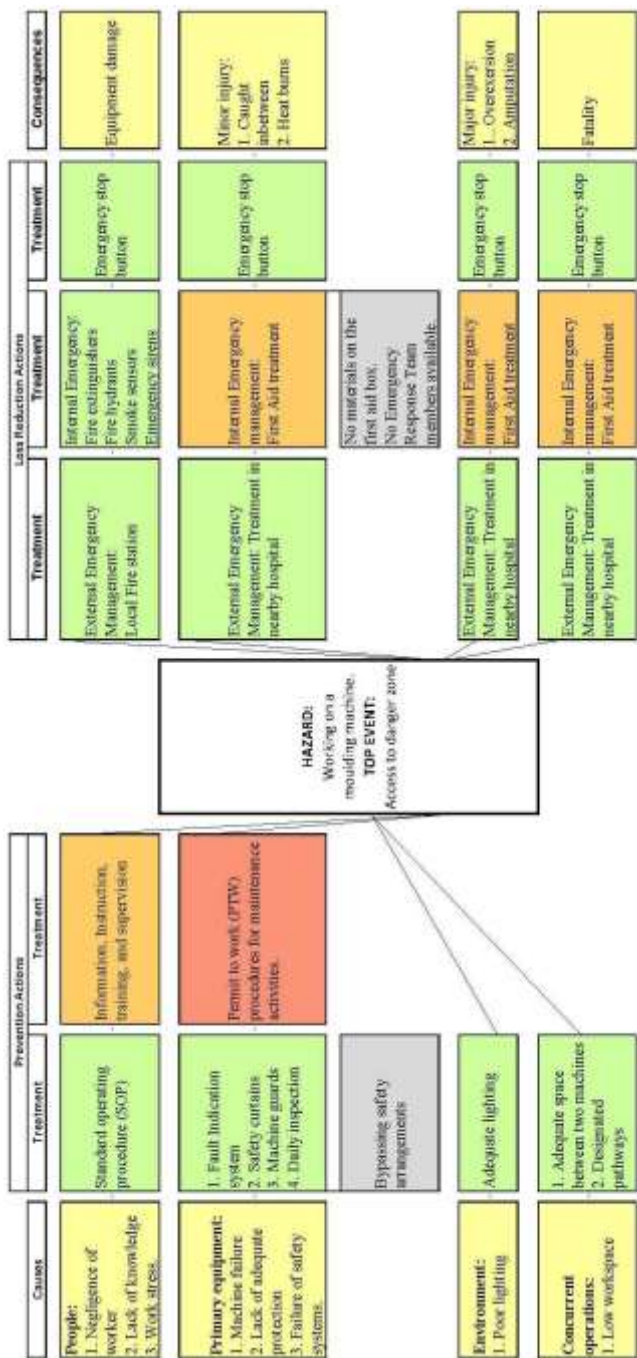 Prevention Actions
Loss Reduction Actions
Causes
Treatment
Treatment
Treatment
Treatment
Treatment
Consequences
People:
1. Negligence of
worker
2. Lack of knowledge
3. Work stress.
Standard operating
procedure (SOP)
Information, Instruction,
training, and supervision
External Emergency
Management:
Local Fire station
Internal Emergency:
Fire extinguishers
Fire hydrants
Smoke sensors
Emergency sirens
Emergency stop
button
Equipment damage
Primary equipment:
1. Machine failure
2. Lack of adequate
protection
3. Failure of safety
systems.
1. Fault Indication
system
2. Safety curtains
3. Machine guards
4. Daily inspection
Permit to work (PTW)
procedures for maintenance
activities.
External Emergency
Management: Treatment in
nearby hospital
Internal Emergency
management:
First Aid treatment
Emergency stop
button
Minor injury:
1. Caught
inbetween
2. Heat burns
Bypassing safety
arrangements
HAZARD:
Working on a
moulding machine.
TOP EVENT:
Access to danger zone
No materials on the
first aid box.
No Emergency
Response Team
members available.
Environment:
1. Poor lighting
Adequate lighting
External Emergency
Management: Treatment in
nearby hospital
Internal Emergency
management:
First Aid treatment
Emergency stop
button
Major injury:
1.. Overexersion
2. Amputation
Concurrent
operations:
1. Low workspace
1. Adequate space
between two machines
2. Designated
pathways
External Emergency
Management: Treatment in
nearby hospital
Internal Emergency
management:
First Aid treatment
Emergency stop
button
Fatality